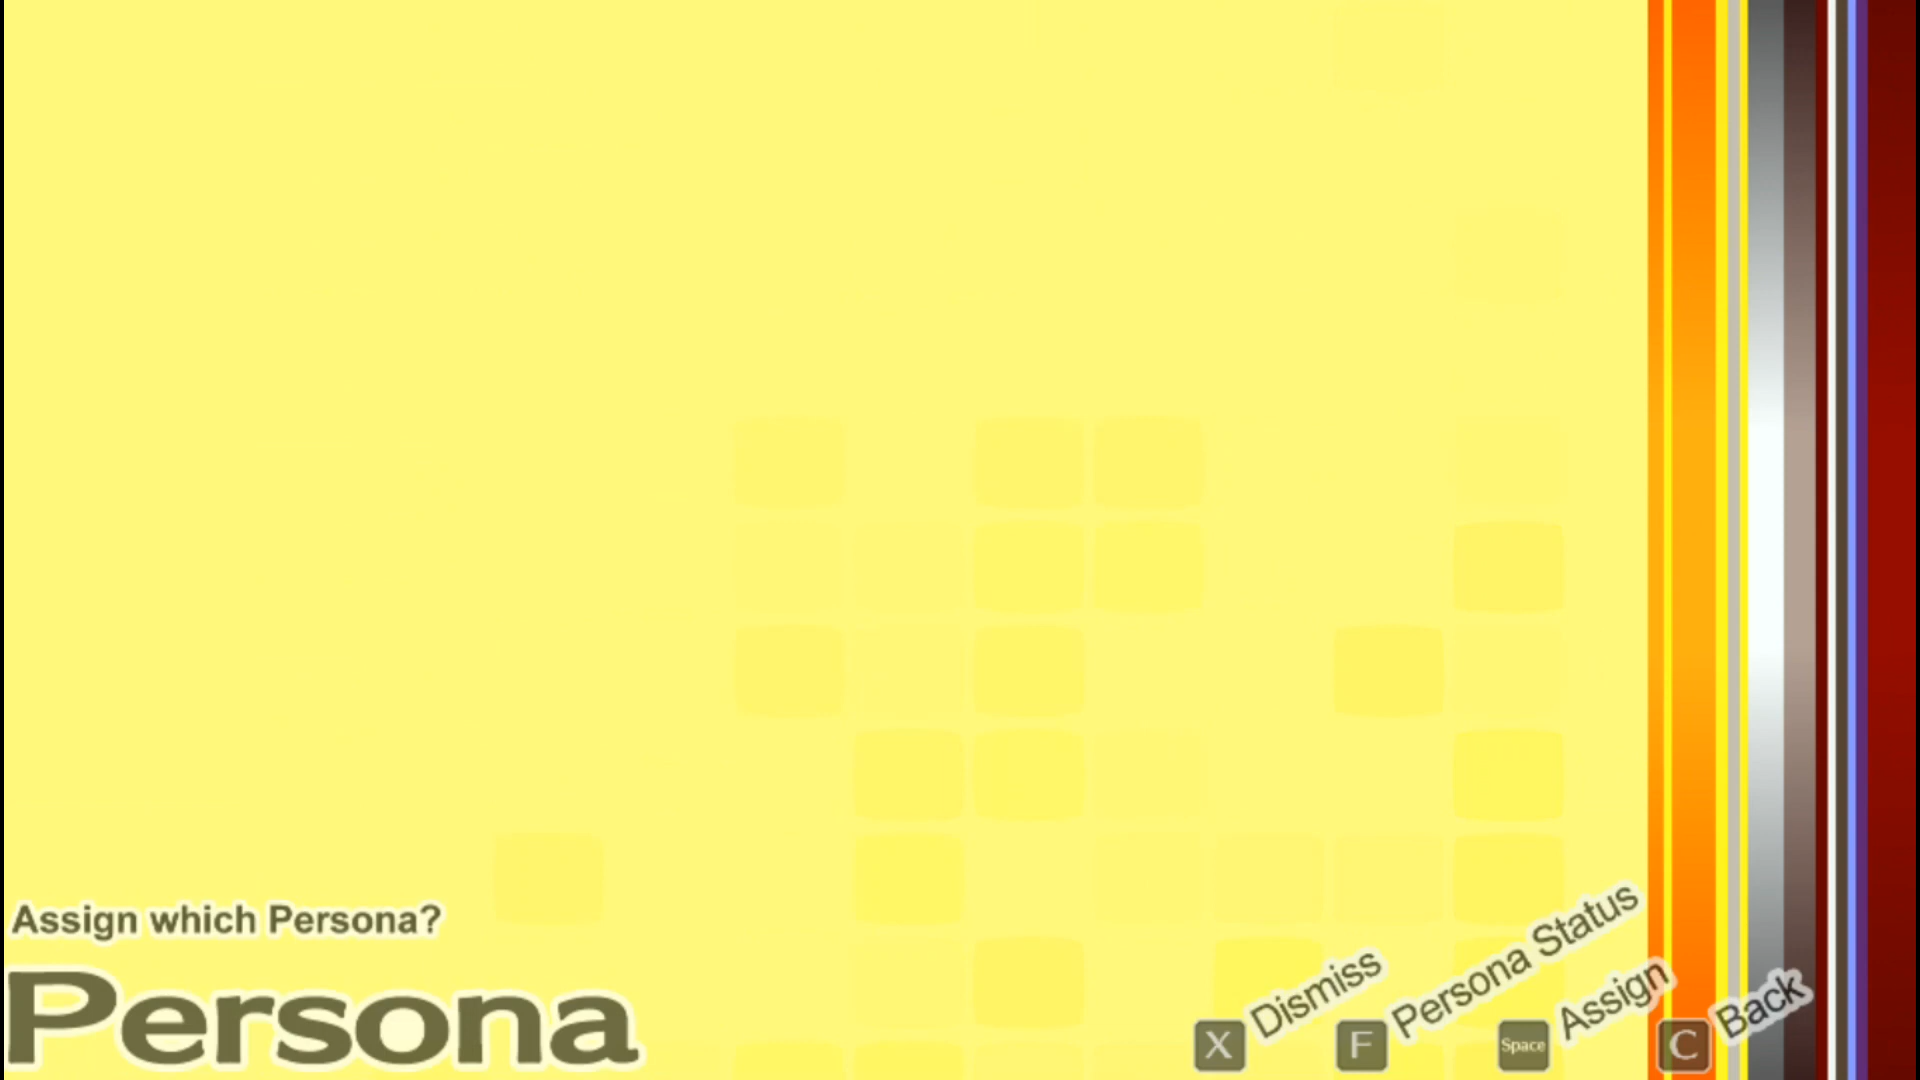 Assign which Persona?
Persona
X Dismiss
F Persona Status
Space Assign
C Back